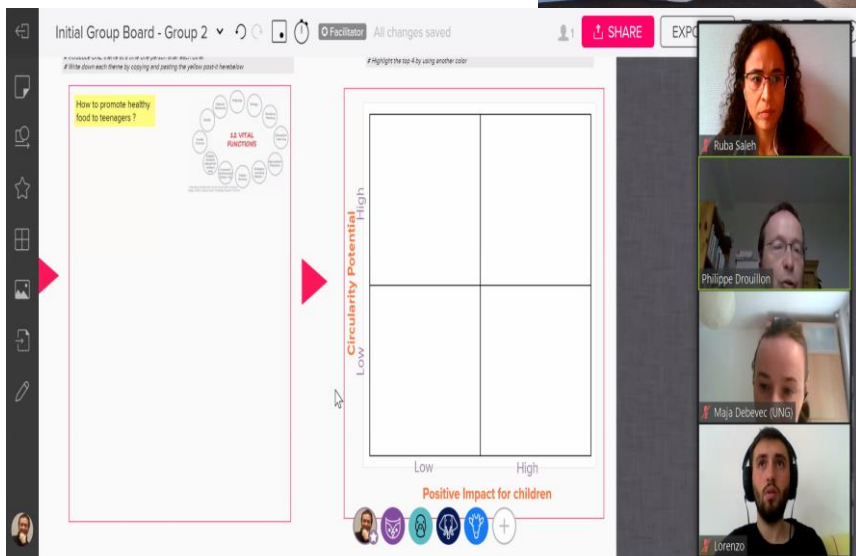 Initial Group Board - Group 2
Facilitator
All changes saved
1
SHARE
EXPO
# Write down each theme by copying and pasting the yellow post-it herebelow
# Highlight the top 4 by using another color
How to promote healthy
food to teenagers ?
12 VITAL
FUNCTIONS
High
Circularity Potential
Low
Low
High
Positive Impact for children
Ruba Saleh
Philippe Drouillon
Maja Debevec (UNG)
Lorenzo